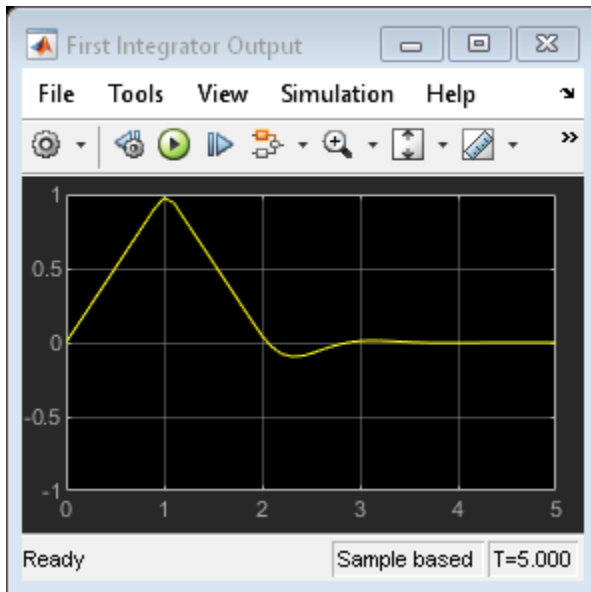 First Integrator Output
File Tools View Simulation Help
1
0.5
0
-0.5
-1
0 1 2 3 4 5
Ready Sample based T=5.000